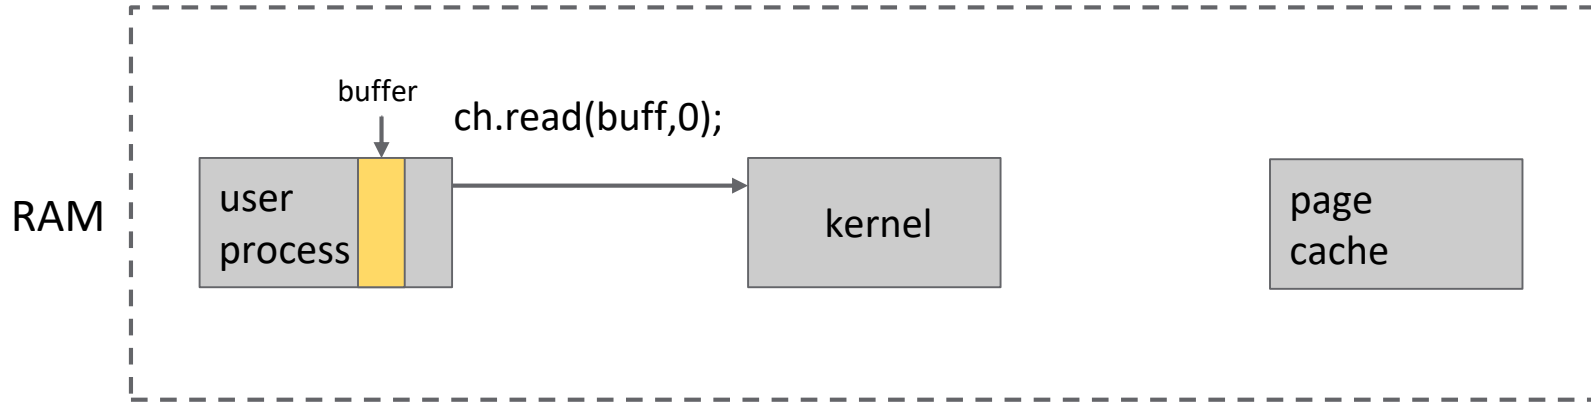 buffer
ch.read(buff,0);
RAM
user
process
kernel
page
cache